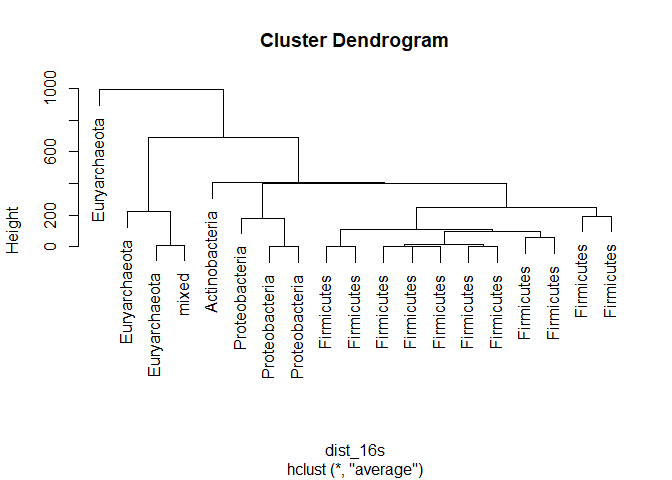 Cluster Dendrogram
Height
1000
600
200
0
Euryarchaeota
Euryarchaeota
Euryarchaeota
mixed
Actinobacteria
Proteobacteria
Proteobacteria
Proteobacteria
Firmicutes
Firmicutes
Firmicutes
Firmicutes
Firmicutes
Firmicutes
Firmicutes
Firmicutes
Firmicutes
Firmicutes
Firmicutes
dist_16s
hclust (*, "average")